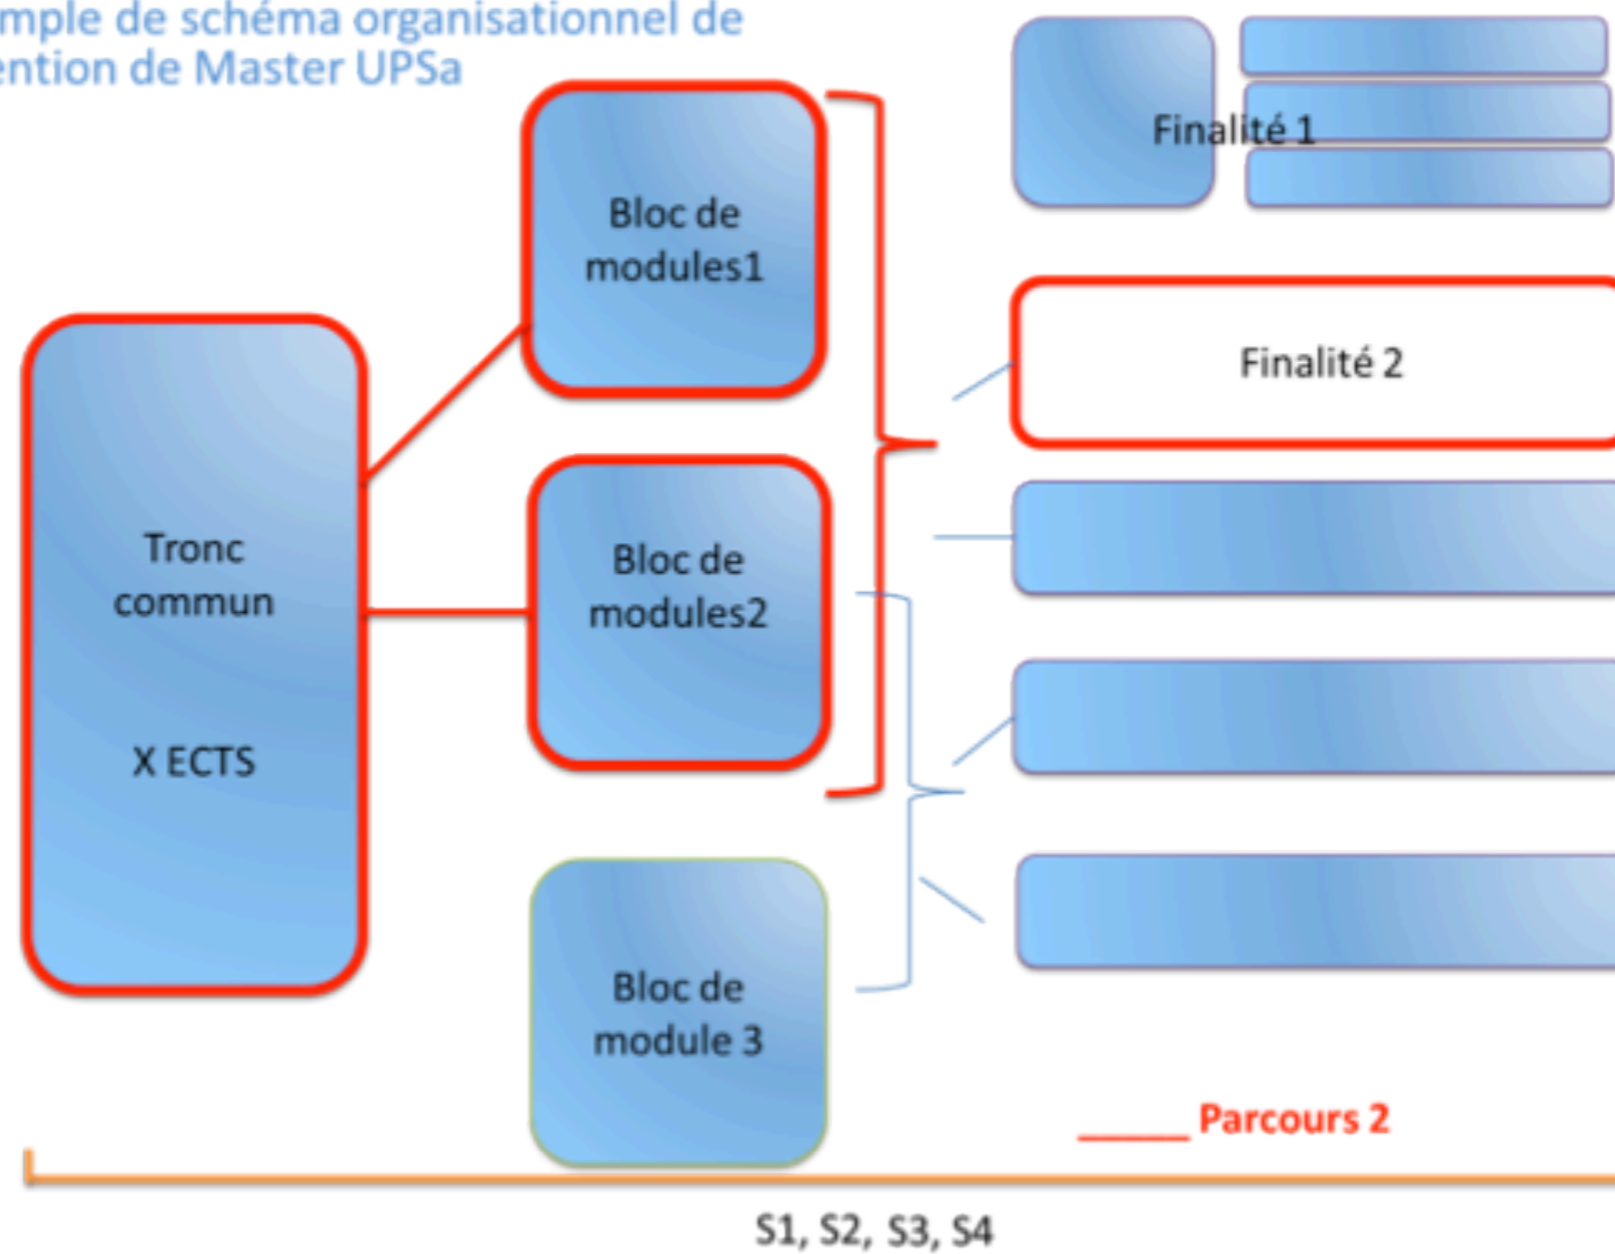 mple de schéma organisationnel de
ention de Master UPSa
Finalité 1
Bloc de
modules1
Finalité 2
Tronc
commun
X ECTS
Bloc de
modules2
Bloc de
module 3
Parcours 2
S1, S2, S3, S4